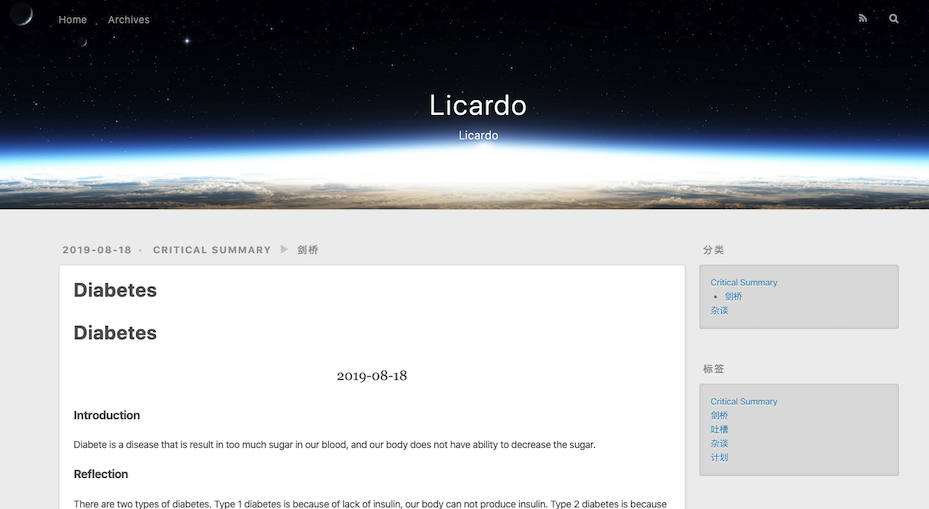 Home Archives
Licardo
Licardo
2019-08-18 - CRITICAL SUMMARY ▶ 剑桥
Diabetes
Diabetes
2019-08-18
Introduction
Diabete is a disease that is result in too much sugar in our blood, and our body does not have ability to decrease the sugar.
Reflection
There are two types of diabetes. Type 1 diabetes is because of lack of insulin, our body can not produce insulin. Type 2 diabetes is because
分类
Critical Summary
剑桥
杂谈
标签
Critical Summary
剑桥
吐槽
杂谈
计划